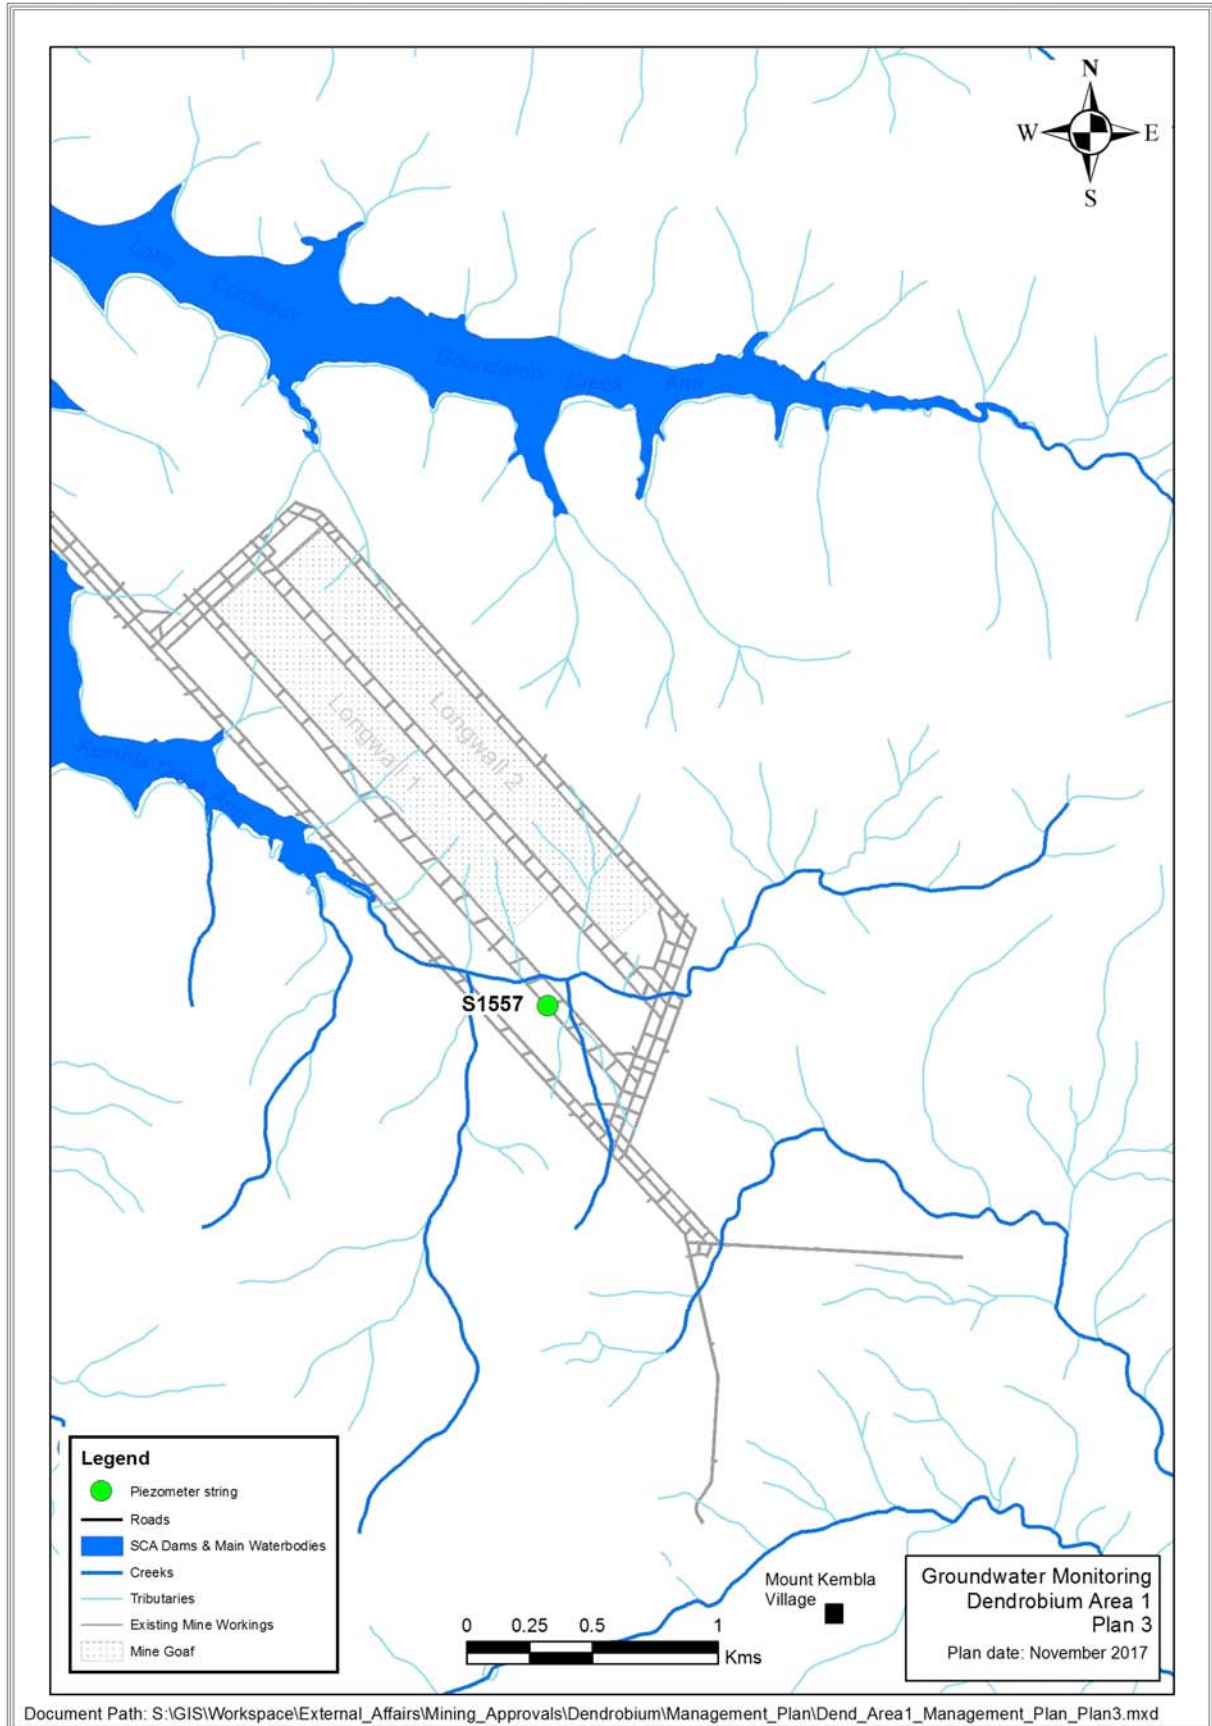 N
W E
S
Lake
Cordeaux
Goondarrin Creek Arm
Longwall 1
Longwall 2
Kembla Creek Arm
S1557
Legend
Piezometer string
Roads
SCA Dams & Main Waterbodies
Creeks
Tributaries
Existing Mine Workings
Mine Goaf
0 0.25 0.5 1
Kms
Mount Kembla
Village
Groundwater Monitoring
Dendrobium Area 1
Plan 3
Plan date: November 2017
Document Path: S:\GIS\Workspace\External_Affairs\Mining_Approvals\Dendrobium\Management_Plan\Dend_Area1_Management_Plan_Plan3.mxd